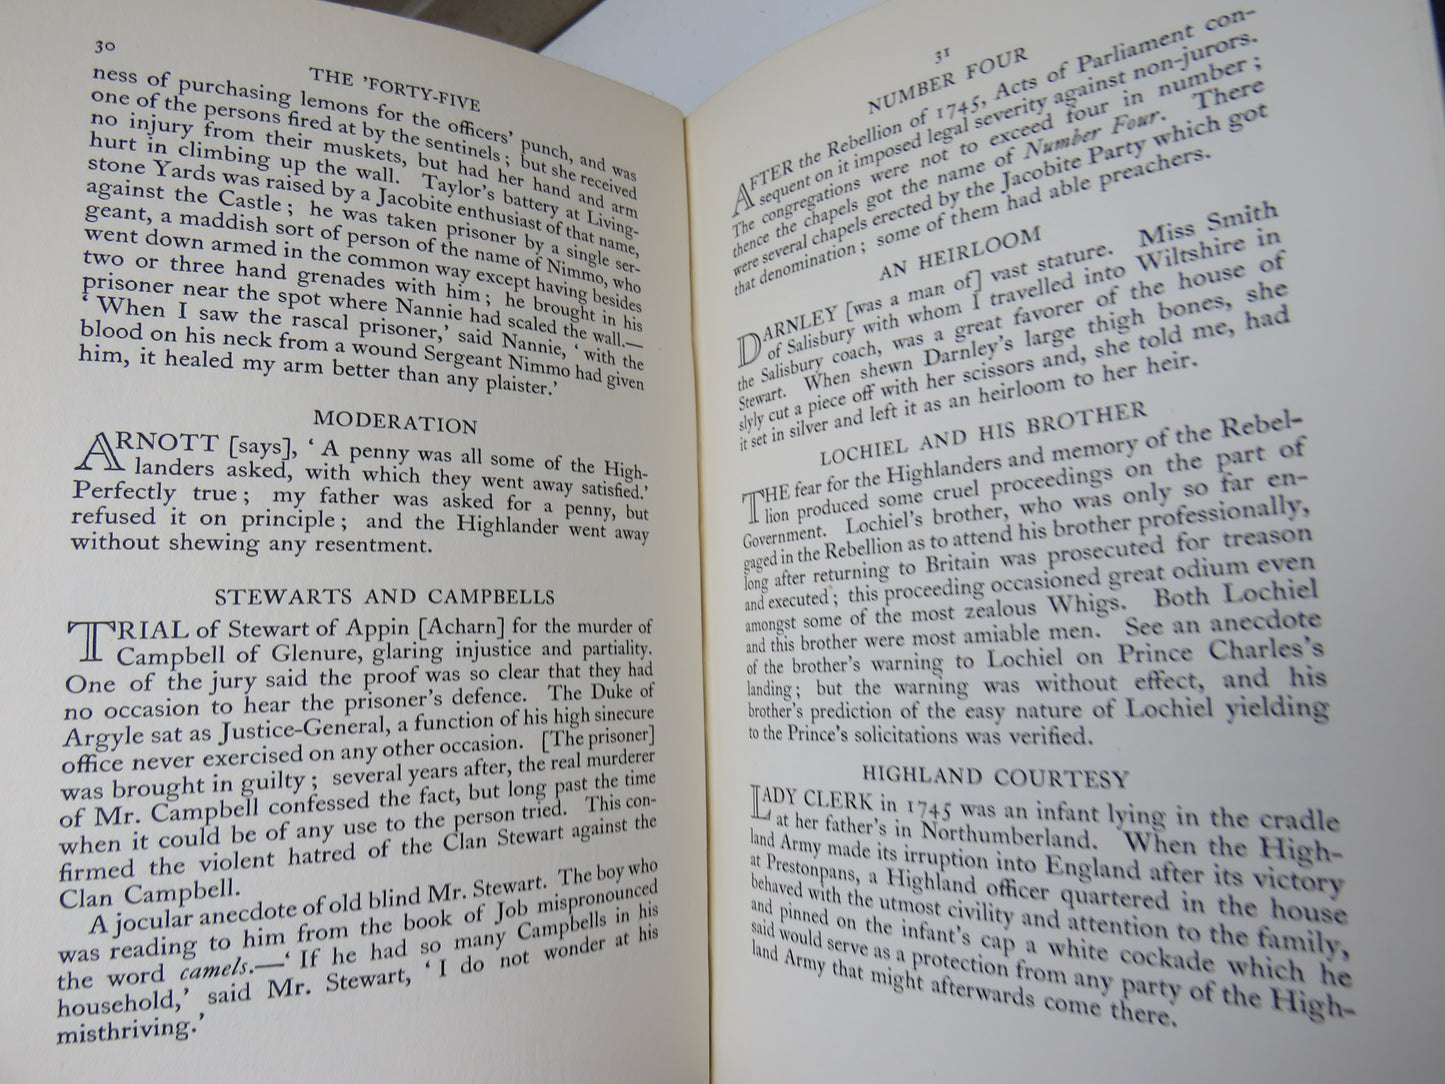 30
THE 'FORTY-FIVE
ness of purchasing lemons for the officers' punch, and was
one of the persons fired at by the sentinels; but she received
no injury from their muskets, but had her hand and arm
hurt in climbing up the wall. Taylor's battery at Living-
stone Yards was raised by a Jacobite enthusiast of that name,
against the Castle; he was taken prisoner by a single ser-
geant, a maddish sort of person of the name of Nimmo, who
went down armed in the common way except having besides
two or three hand grenades with him; he brought in his
prisoner near the spot where Nannie had scaled the wall.—
'When I saw the rascal prisoner,' said Nannie, 'with the
blood on his neck from a wound Sergeant Nimmo had given
him, it healed my arm better than any plaister.'
MODERATION
ARNOTT [says], 'A penny was all some of the High-
landers asked, with which they went away satisfied.'
Perfectly true; my father was asked for a penny, but
refused it on principle; and the Highlander went away
without shewing any resentment.
STEWARTS AND CAMPBELLS
TRIAL of Stewart of Appin [Acharn] for the murder of
Campbell of Glenure, glaring injustice and partiality.
One of the jury said the proof was so clear that they had
no occasion to hear the prisoner's defence. The Duke of
Argyle sat as Justice-General, a function of his high sinecure
office never exercised on any other occasion. [The prisoner]
was brought in guilty; several years after, the real murderer
of Mr. Campbell confessed the fact, but long past the time
when it could be of any use to the person tried. This con-
firmed the violent hatred of the Clan Stewart against the
Clan Campbell.
A jocular anecdote of old blind Mr. Stewart. The boy who
was reading to him from the book of Job mispronounced
the word camels.—'If he had so many Campbells in his
household,' said Mr. Stewart, 'I do not wonder at his
misthriving.'
31
NUMBER FOUR
AFTER the Rebellion of 1745, Acts of Parliament con-
sequent on it imposed legal severity against non-jurors.
The congregations were not to exceed four in number;
thence the chapels got the name of Number Four. There
were several chapels erected by the Jacobite Party which got
that denomination; some of them had able preachers.
AN HEIRLOOM
DARNLEY [was a man of] vast stature. Miss Smith
of Salisbury with whom I travelled into Wiltshire in
the Salisbury coach, was a great favorer of the house of
Stewart. When shewn Darnley's large thigh bones, she
slyly cut a piece off with her scissors and, she told me, had
it set in silver and left it as an heirloom to her heir.
LOCHIEL AND HIS BROTHER
THE fear for the Highlanders and memory of the Rebel-
lion produced some cruel proceedings on the part of
Government. Lochiel's brother, who was only so far en-
gaged in the Rebellion as to attend his brother professionally,
long after returning to Britain was prosecuted for treason
and executed; this proceeding occasioned great odium even
amongst some of the most zealous Whigs. Both Lochiel
and this brother were most amiable men. See an anecdote
of the brother's warning to Lochiel on Prince Charles's
landing; but the warning was without effect, and his
brother's prediction of the easy nature of Lochiel yielding
to the Prince's solicitations was verified.
HIGHLAND COURTESY
LADY CLERK in 1745 was an infant lying in the cradle
at her father's in Northumberland. When the High-
land Army made its irruption into England after its victory
at Prestonpans, a Highland officer quartered in the house
behaved with the utmost civility and attention to the family,
and pinned on the infant's cap a white cockade which he
said would serve as a protection from any party of the High-
land Army that might afterwards come there.